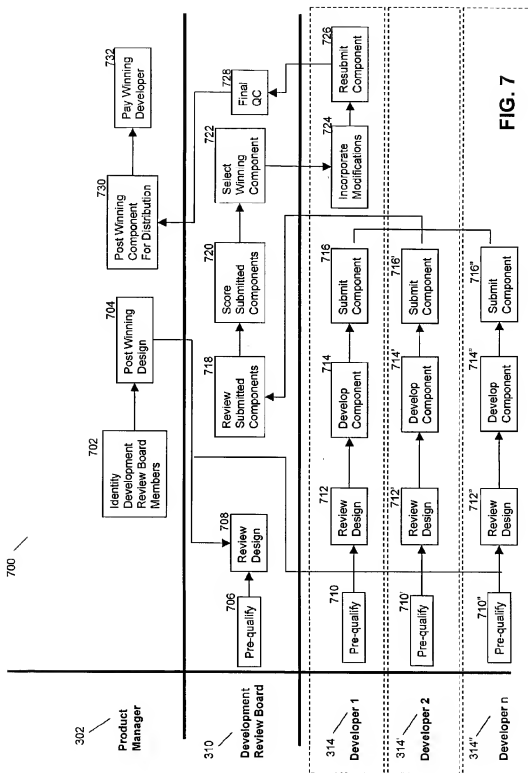 700
302
Product
Manager
702
Identity
Development
Review Board
Members
704
Post Winning
Design
730
Post Winning
Component
For Distribution
732
Pay Winning
Developer
310
Development
Review Board
706
Pre-qualify
708
Review
Design
718
Review
Submitted
Components
720
Score
Submitted
Components
722
Select
Winning
Component
728
Final
QC
314
Developer 1
710
Pre-qualify
712
Review
Design
714
Develop
Component
716
Submit
Component
724
Incorporate
Modifications
726
Resubmit
Component
314'
Developer 2
710'
Pre-qualify
712'
Review
Design
714'
Develop
Component
716'
Submit
Component
314"
Developer n
710"
Pre-qualify
712"
Review
Design
714"
Develop
Component
716"
Submit
Component
FIG. 7